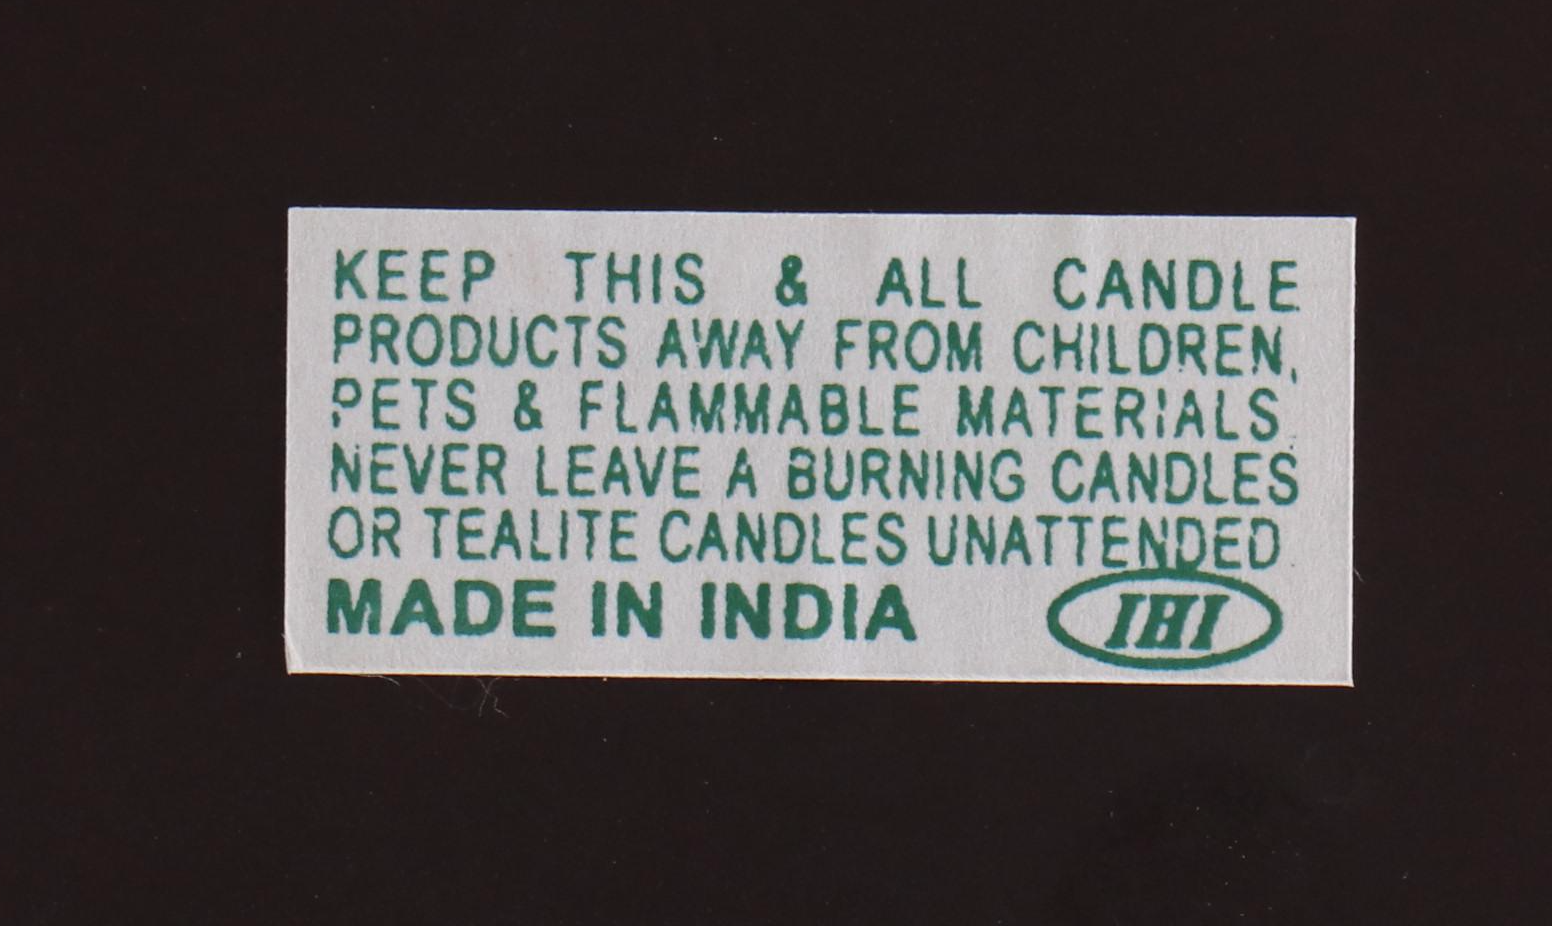 KEEP THIS & ALL CANDLE
PRODUCTS AWAY FROM CHILDREN,
PETS & FLAMMABLE MATERIALS.
NEVER LEAVE A BURNING CANDLES
OR TEALITE CANDLES UNATTENDED
MADE IN INDIA
IHI